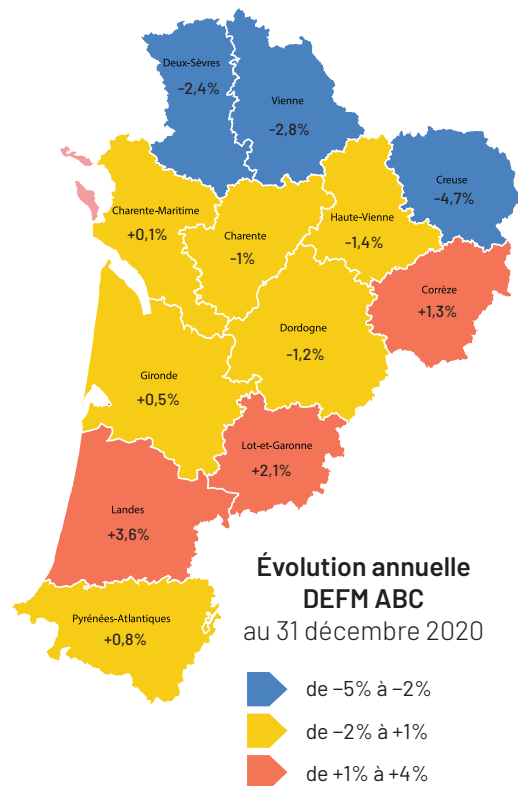 Deux-Sèvres
-2,4%
Vienne
-2,8%
Creuse
-4,7%
Charente-Maritime
+0,1%
Charente
-1%
Haute-Vienne
-1,4%
Corrèze
+1,3%
Dordogne
-1,2%
Gironde
+0,5%
Lot-et-Garonne
+2,1%
Landes
+3,6%
Pyrénées-Atlantiques
+0,8%
Évolution annuelle
DEFM ABC
au 31 décembre 2020
de −5% à −2%
de −2% à +1%
de +1% à +4%